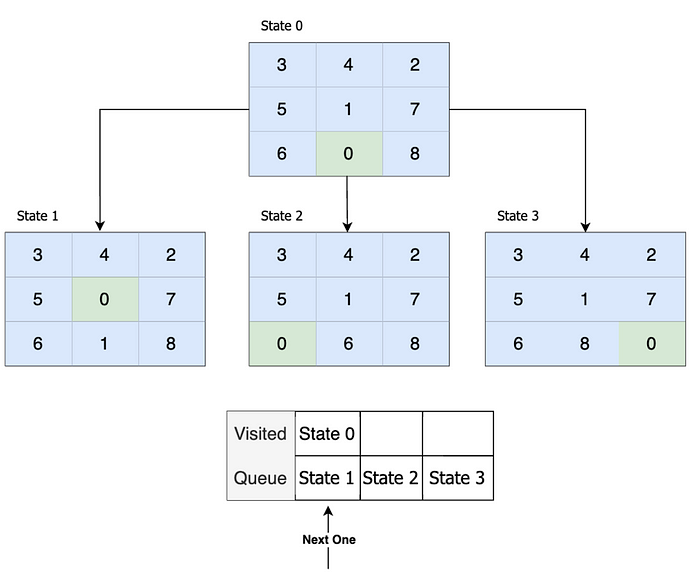 State 0
3 4 2
5 1 7
6 0 8
State 1
3 4 2
5 0 7
6 1 8
State 2
3 4 2
5 1 7
0 6 8
State 3
3 4 2
5 1 7
6 8 0
Visited State 0
Queue State 1 State 2 State 3
Next One